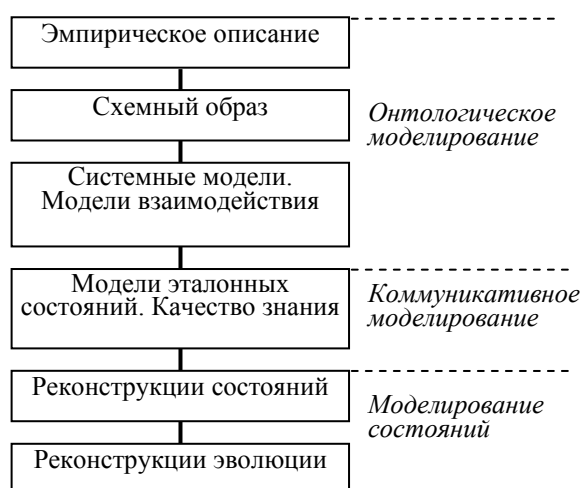 Эмпирическое описание
Схемный образ
Онтологическое
моделирование
Системные модели.
Модели взаимодействия
Модели эталонных
состояний. Качество знания
Коммуникативное
моделирование
Реконструкции состояний
Моделирование
состояний
Реконструкции эволюции